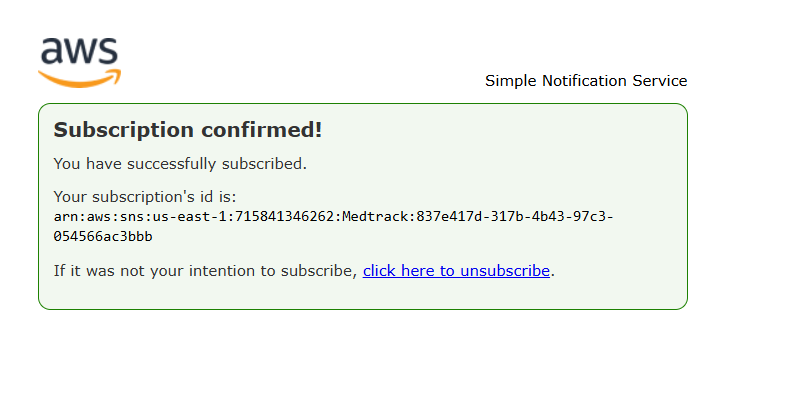 aws
Simple Notification Service
Subscription confirmed!
You have successfully subscribed.
Your subscription's id is:
arn:aws:sns:us-east-1:715841346262:Medtrack:837e417d-317b-4b43-97c3-
054566ac3bbb
If it was not your intention to subscribe, click here to unsubscribe.